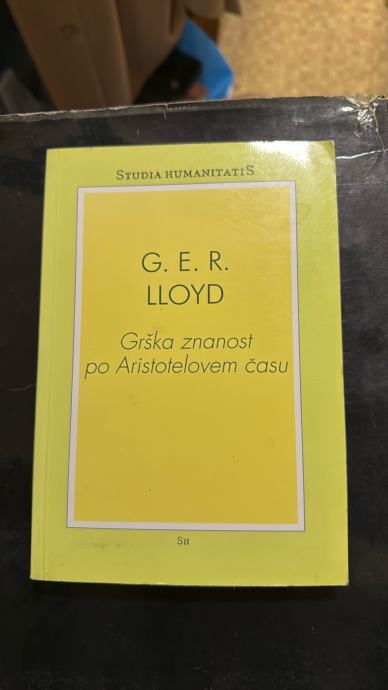 STUDIA HUMANITATIS
G. E. R.
LLOYD
Grška znanost
po Aristotelovem času
SH